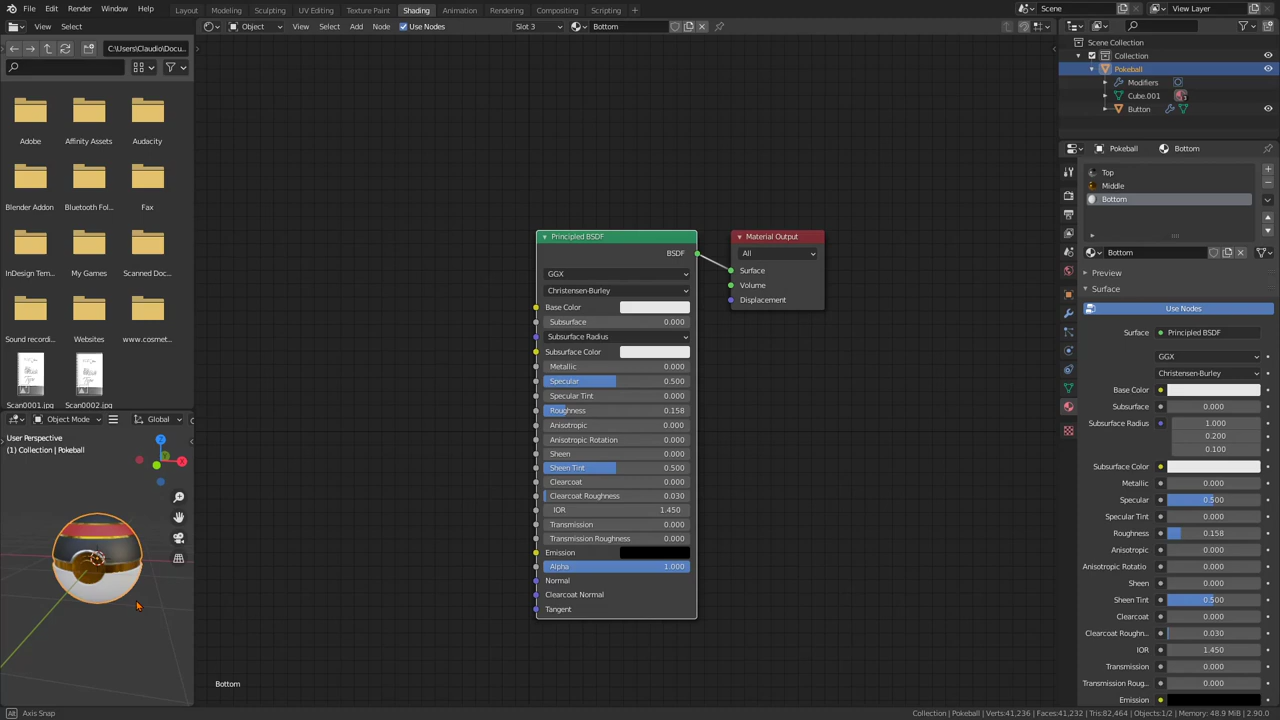 File Edit Render Window Help Layout Modeling Sculpting UV Editing Texture Paint Shading Animation Rendering Compositing Scripting Scene View Layer
View Select C:\Users\Claudio\Docu... Object View Select Add Node Use Nodes Slot 3 Bottom
Scene Collection
Collection
Pokeball
Modifiers
Cube.001
Button
Adobe Affinity Assets Audacity
Blender Addon Bluetooth Fol... Fax
InDesign Tem... My Games Scanned Doc...
Sound recordi... Websites www.cosmet...
Scan0001.jpg Scan0002.jpg
Object Mode Global
User Perspective
(1) Collection | Pokeball
X
Z
Principled BSDF
BSDF
GGX
Christensen-Burley
Base Color
Subsurface 0.000
Subsurface Radius
Subsurface Color
Metallic 0.000
Specular 0.500
Specular Tint 0.000
Roughness 0.158
Anisotropic 0.000
Anisotropic Rotation 0.000
Sheen 0.000
Sheen Tint 0.500
Clearcoat 0.000
Clearcoat Roughness 0.030
IOR 1.450
Transmission 0.000
Transmission Roughness 0.000
Emission
Alpha 1.000
Normal
Clearcoat Normal
Tangent
Material Output
All
Surface
Volume
Displacement
Bottom
Pokeball Bottom
Top
Middle
Bottom
Bottom
Preview
Surface
Use Nodes
Surface Principled BSDF
GGX
Christensen-Burley
Base Color
Subsurface 0.000
Subsurface Radius 1.000
0.200
0.100
Subsurface Color
Metallic 0.000
Specular 0.500
Specular Tint 0.000
Roughness 0.158
Anisotropic 0.000
Anisotropic Rotatio 0.000
Sheen 0.000
Sheen Tint 0.500
Clearcoat 0.000
Clearcoat Roughn... 0.030
IOR 1.450
Transmission 0.000
Transmission Roug... 0.000
Emission
Axis Snap
Collection | Pokeball | Verts:41,236 | Faces:41,232 | Tris:82,464 | Objects:1/2 | Memory: 48.9 MiB | 2.90.0